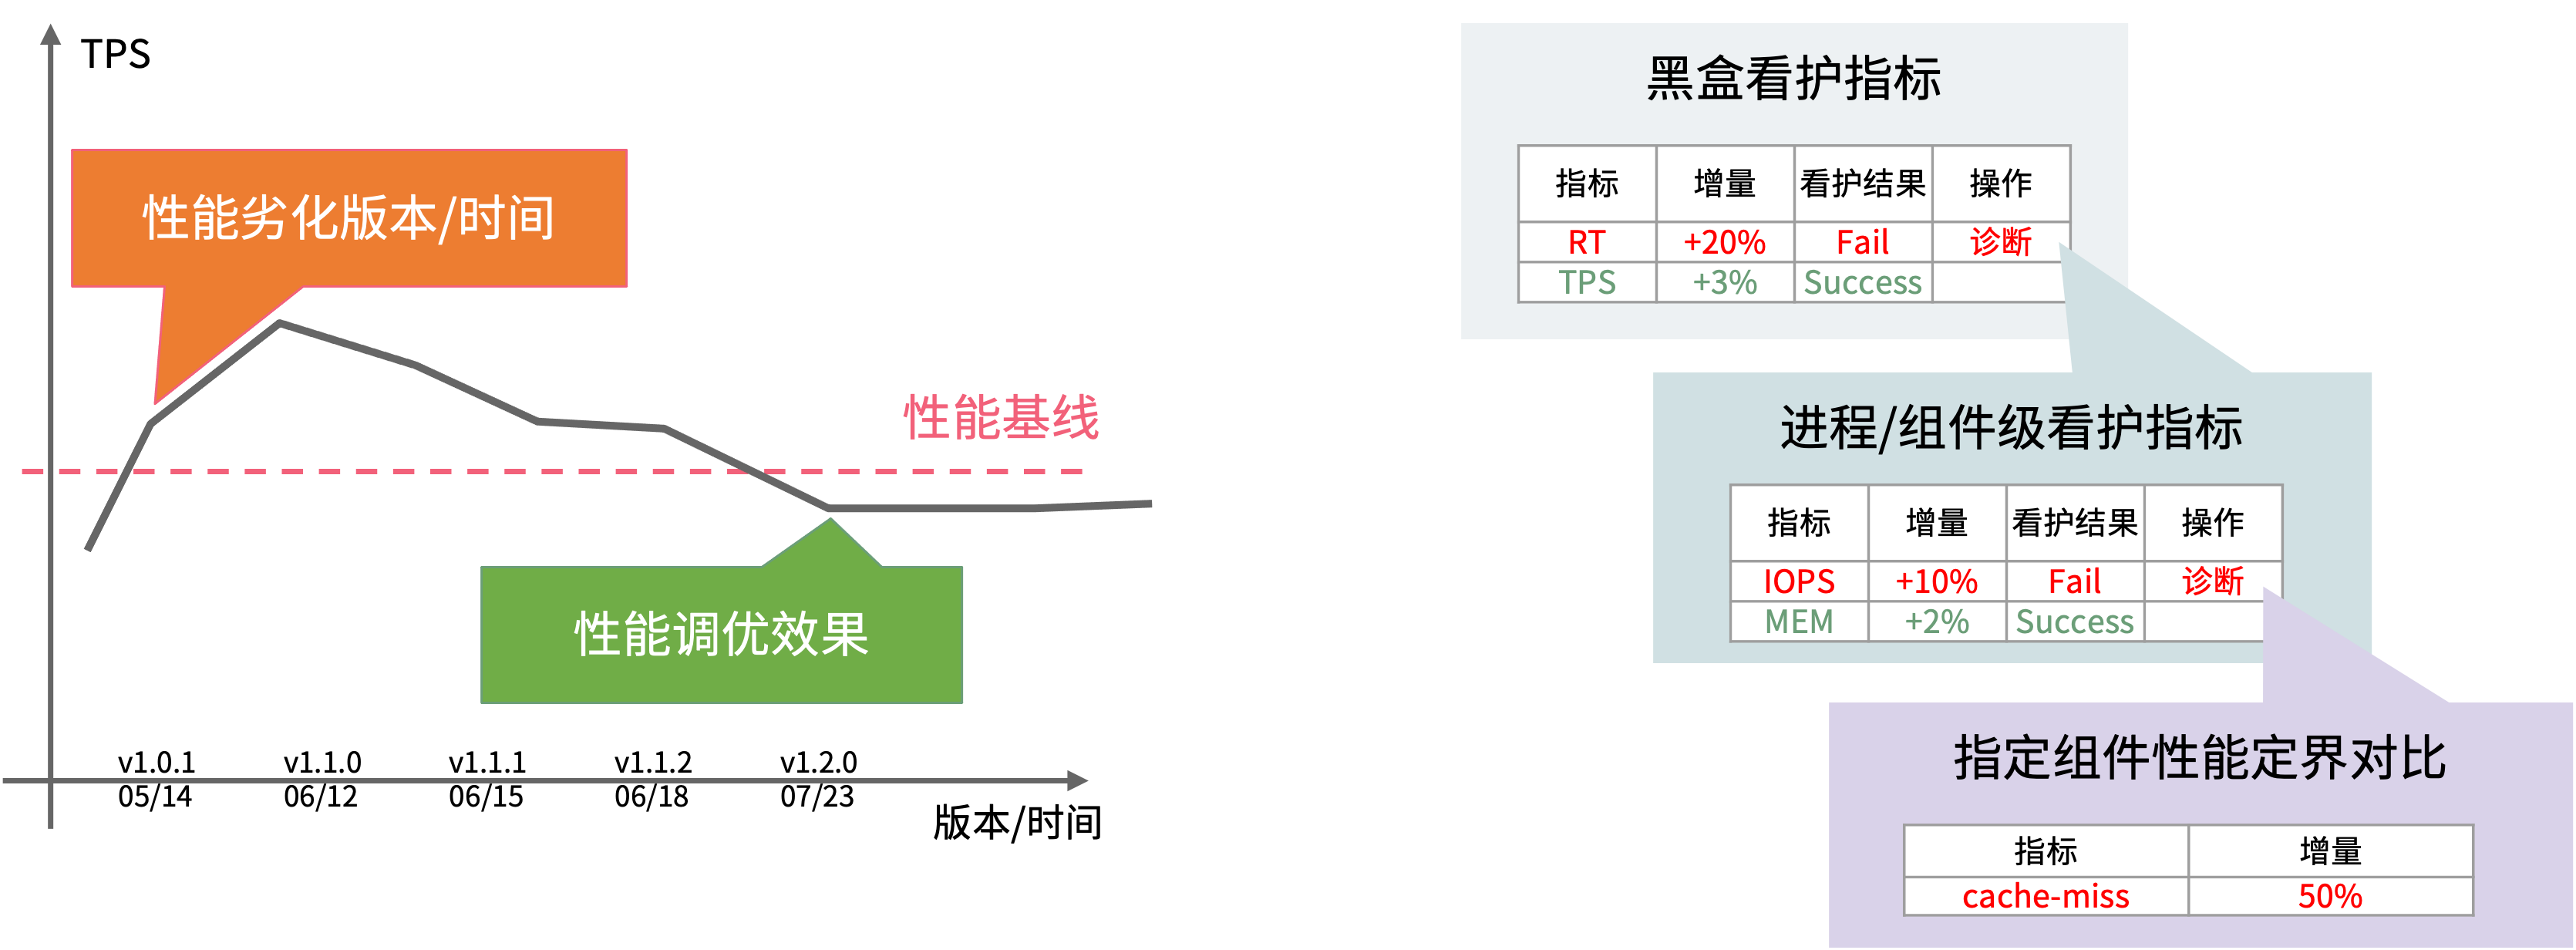 TPS
性能劣化版本/时间
性能基线
性能调优效果
v1.0.1 v1.1.0 v1.1.1 v1.1.2 v1.2.0
05/14 06/12 06/15 06/18 07/23
版本/时间
黑盒看护指标
指标 增量 看护结果 操作
RT +20% Fail 诊断
TPS +3% Success
进程/组件级看护指标
指标 增量 看护结果 操作
IOPS +10% Fail 诊断
MEM +2% Success
指定组件性能定界对比
指标 增量
cache-miss 50%